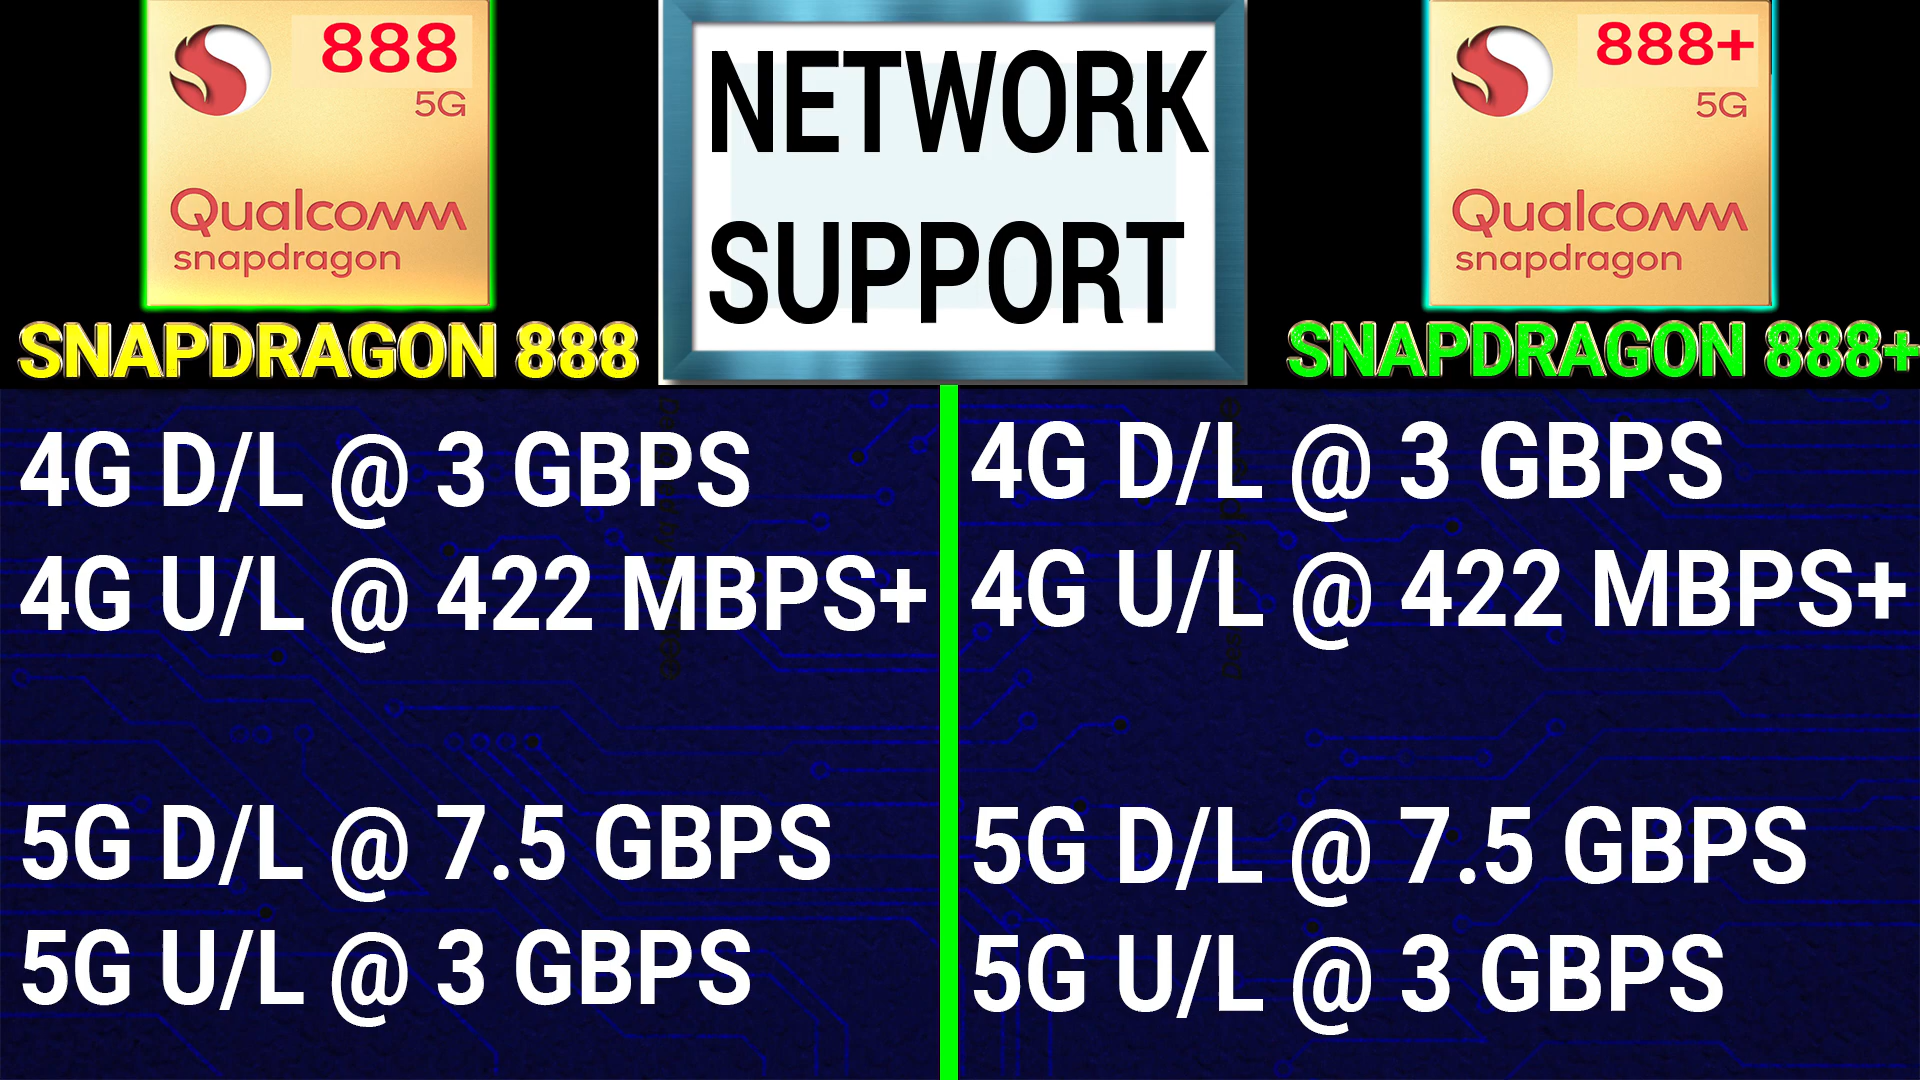 888
5G
Qualcomm
snapdragon
SNAPDRAGON 888
NETWORK
SUPPORT
888+
5G
Qualcomm
snapdragon
SNAPDRAGON 888+
4G D/L @ 3 GBPS
4G U/L @ 422 MBPS+
5G D/L @ 7.5 GBPS
5G U/L @ 3 GBPS
4G D/L @ 3 GBPS
4G U/L @ 422 MBPS+
5G D/L @ 7.5 GBPS
5G U/L @ 3 GBPS